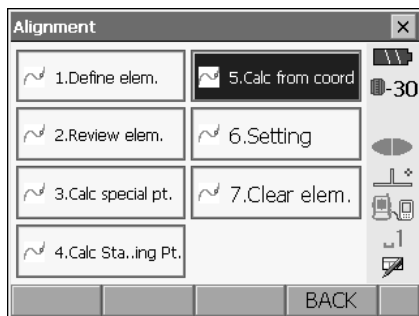 Alignment
1.Define elem.
2.Review elem.
3.Calc special pt.
4.Calc Sta..ing Pt.
5.Calc from coord
6.Setting
7.Clear elem.
-30
1
BACK